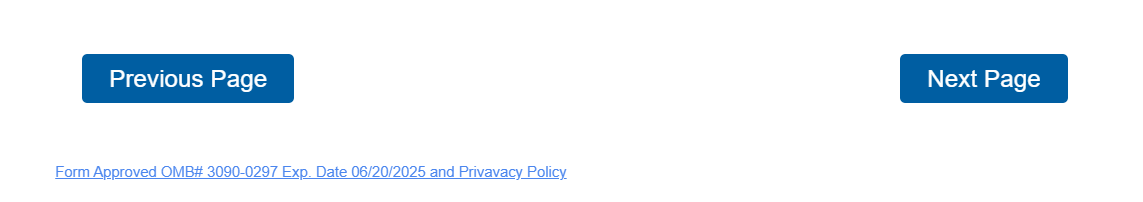 Previous Page
Next Page
Form Approved OMB# 3090-0297 Exp. Date 06/20/2025 and Privavacy Policy